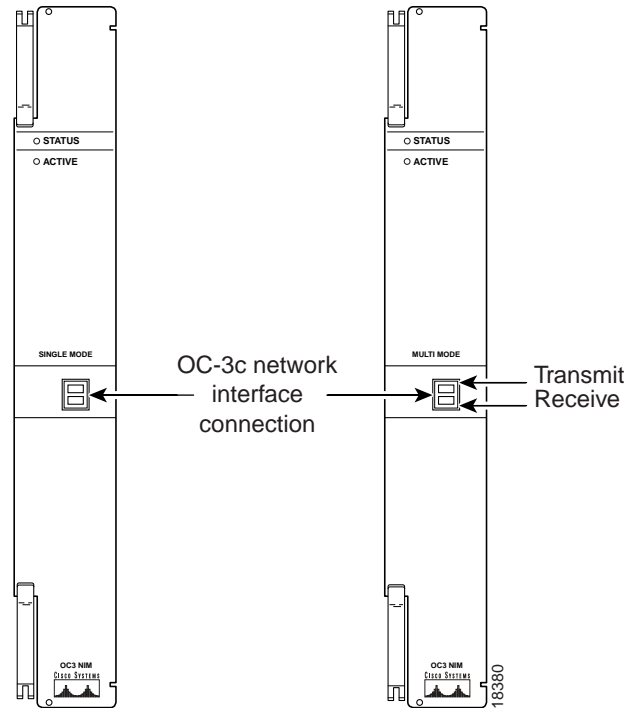 STATUS
ACTIVE
SINGLE MODE
OC3 NIM
CISCO SYSTEMS
OC-3c network
interface
connection
STATUS
ACTIVE
MULTI MODE
Transmit
Receive
OC3 NIM
CISCO SYSTEMS
18380